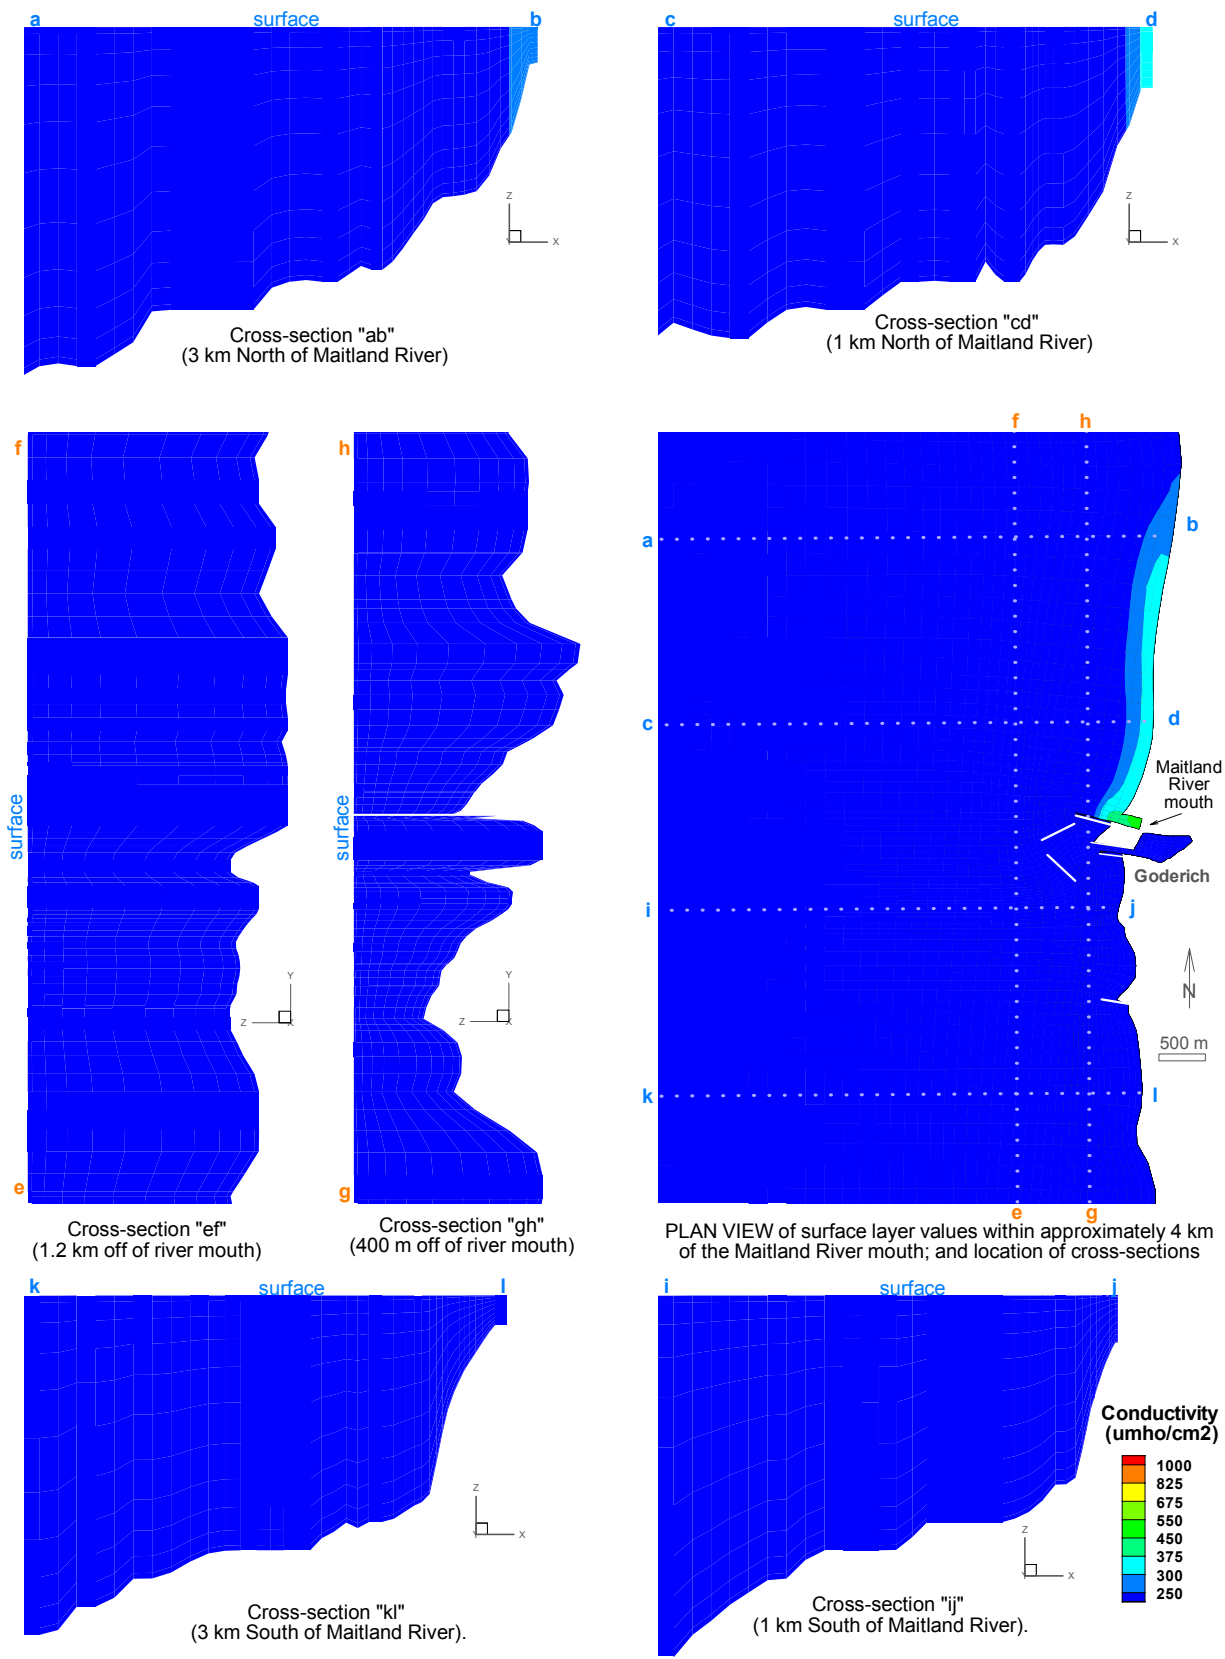 a surface b
c surface d
Z
Y X
Z
Y X
Cross-section "ab"
(3 km North of Maitland River)
Cross-section "cd"
(1 km North of Maitland River)
f
h
f h
a
b
c
d
surface
surface
Maitland
River
mouth
Goderich
i
j
N
500 m
k
l
Y
Z X
Y
Z X
e
g
e g
Cross-section "ef"
(1.2 km off of river mouth)
Cross-section "gh"
(400 m off of river mouth)
PLAN VIEW of surface layer values within approximately 4 km
of the Maitland River mouth; and location of cross-sections
k surface l
i surface j
Z
Y X
Z
Y X
Cross-section "kl"
(3 km South of Maitland River).
Cross-section "ij"
(1 km South of Maitland River).
Conductivity
(umho/cm2)
1000
825
675
550
450
375
300
250